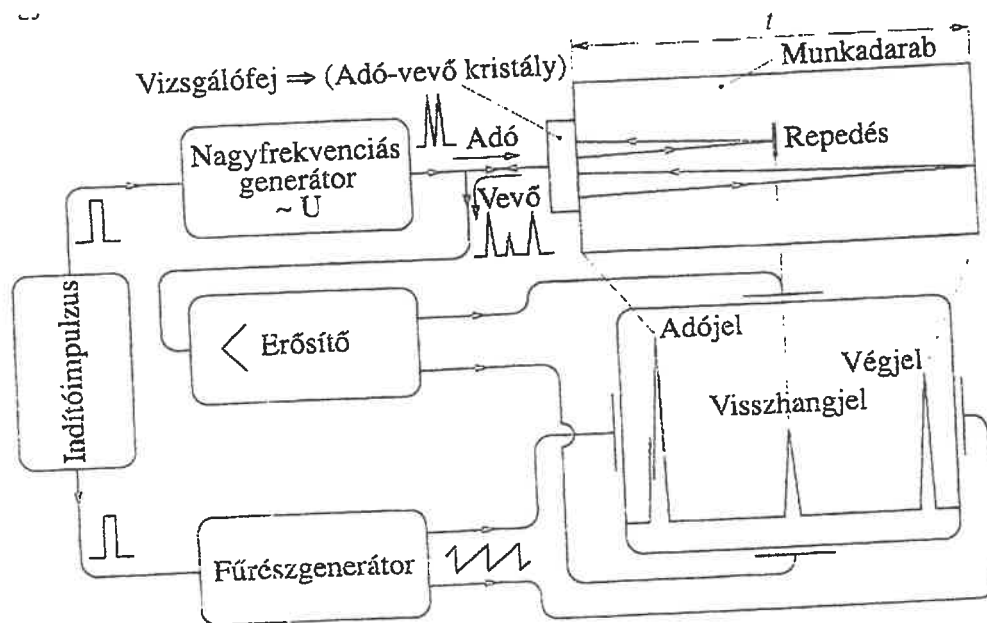 t
Munkadarab
Vizsgálófej ⇒ (Adó-vevő kristály)
Adó
Repedés
Nagyfrekvenciás
generátor
~ U
Vevő
Indítóimpulzus
Erősítő
Adójel
Végjel
Visszhangjel
Fűrészgenerátor